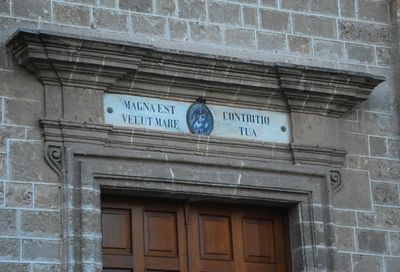 MAGNA EST CONTRITIO
VELUT MARE TUA